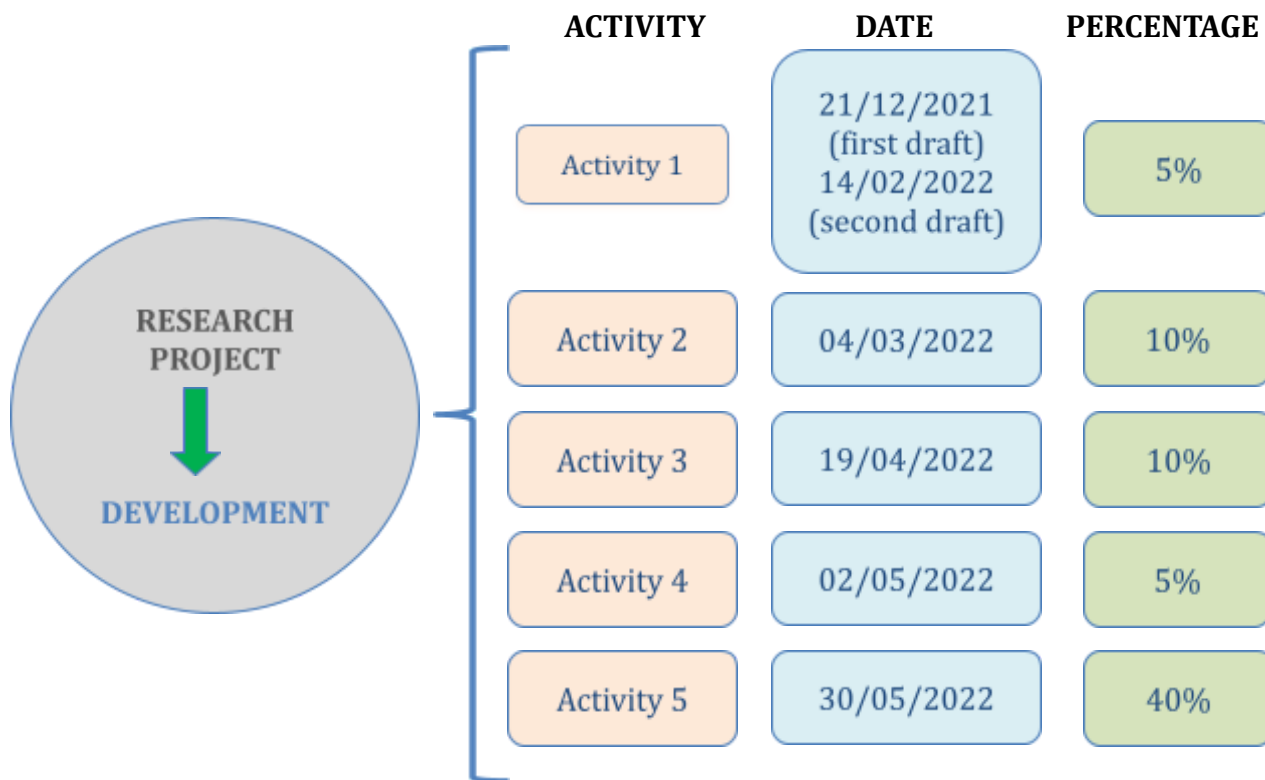 ACTIVITY DATE PERCENTAGE
RESEARCH
PROJECT
DEVELOPMENT
Activity 1
21/12/2021
(first draft)
14/02/2022
(second draft)
5%
Activity 2
04/03/2022
10%
Activity 3
19/04/2022
10%
Activity 4
02/05/2022
5%
Activity 5
30/05/2022
40%